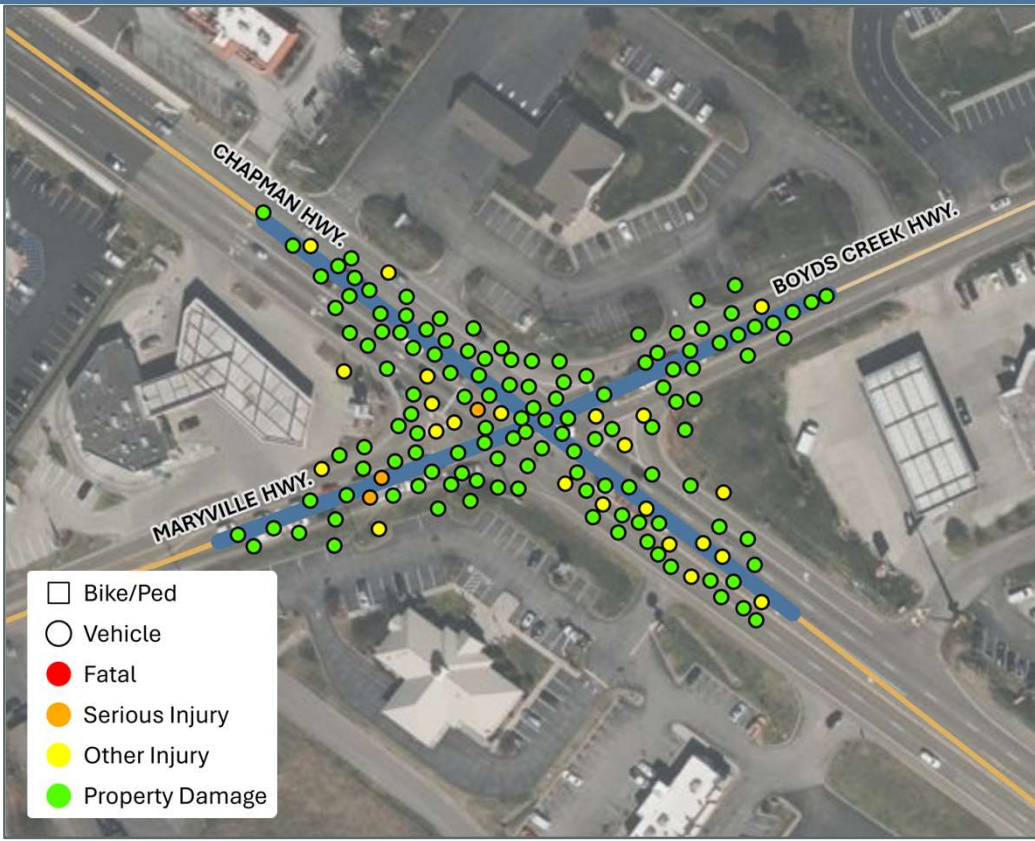 CHAPMAN HWY.
BOYDS CREEK HWY.
MARYVILLE HWY.
Bike/Ped
Vehicle
Fatal
Serious Injury
Other Injury
Property Damage